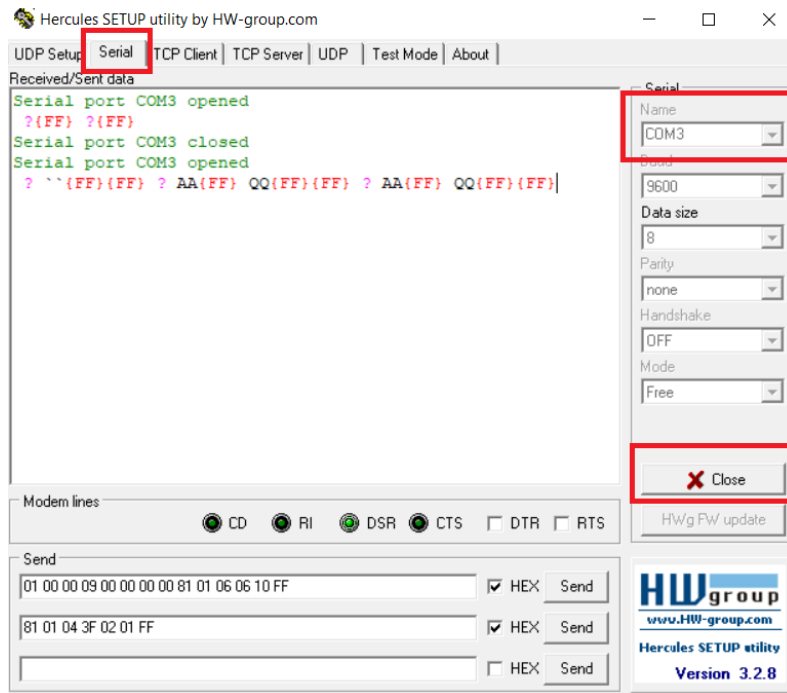 Hercules SETUP utility by HW-group.com
UDP Setup Serial TCP Client TCP Server UDP Test Mode About
Received/Sent data
Serial port COM3 opened
?{FF} ?{FF}
Serial port COM3 closed
Serial port COM3 opened
? ``{FF}{FF} ? AA{FF} QQ{FF}{FF} ? AA{FF} QQ{FF}{FF}
Serial
Name
COM3
Baud
9600
Data size
8
Parity
none
Handshake
OFF
Mode
Free
Close
HWg FW update
Modem lines
CD RI DSR CTS DTR RTS
Send
01 00 00 09 00 00 00 00 81 01 06 06 10 FF HEX Send
81 01 04 3F 02 01 FF HEX Send
HEX Send
HWgroup
www.HW-group.com
Hercules SETUP utility
Version 3.2.8